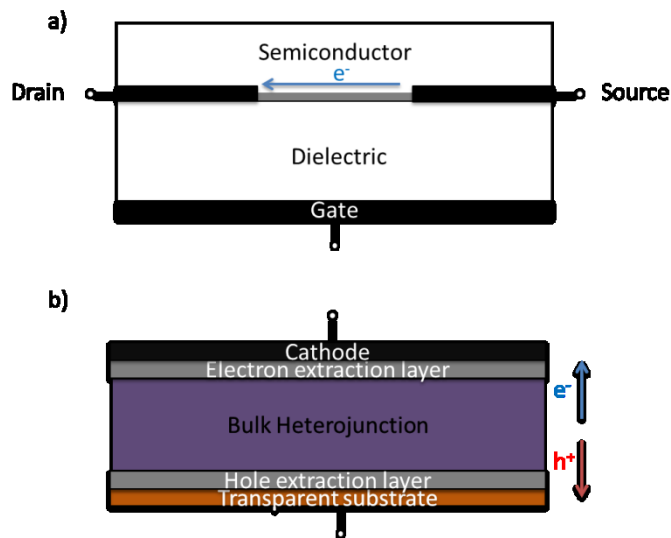 a)
Semiconductor
e-
Drain
Source
Dielectric
Gate
b)
Cathode
Electron extraction layer
e-
Bulk Heterojunction
h+
Hole extraction layer
Transparent substrate